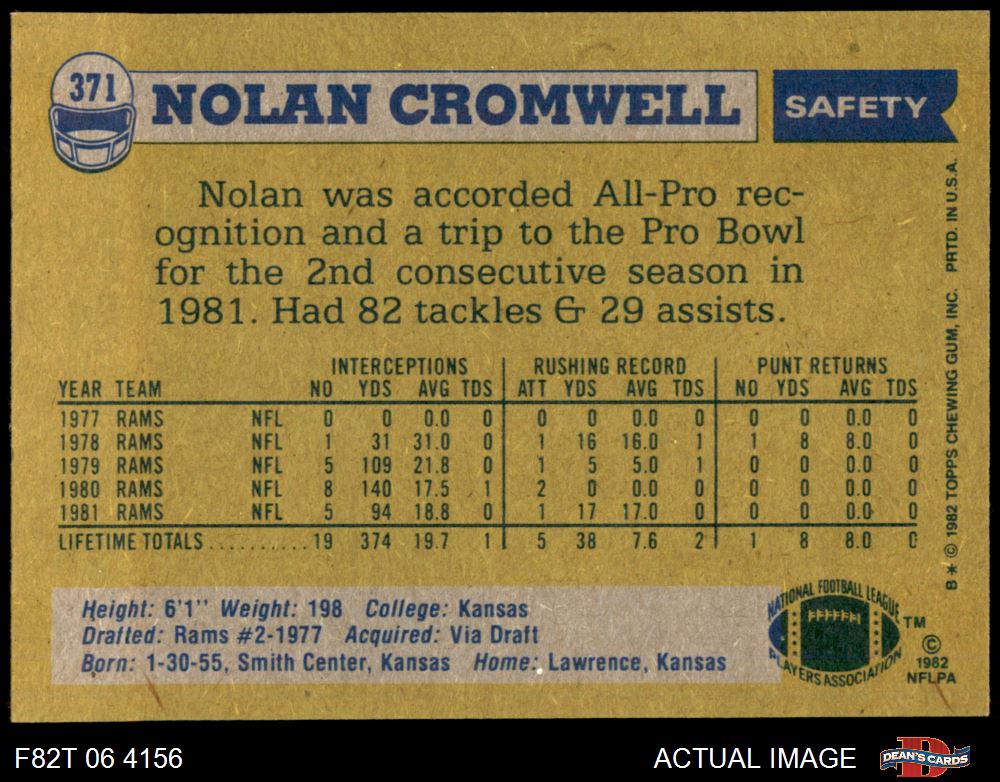 371
NOLAN CROMWELL
SAFETY
Nolan was accorded All-Pro rec-
ognition and a trip to the Pro Bowl
for the 2nd consecutive season in
1981. Had 82 tackles & 29 assists.
INTERCEPTIONS RUSHING RECORD PUNT RETURNS
YEAR TEAM NO YDS AVG TDS ATT YDS AVG TDS NO YDS AVG TDS
1977 RAMS NFL 0 0 0.0 0 0 0 0.0 0 0 0 0.0 0
1978 RAMS NFL 1 31 31.0 0 1 16 16.0 1 1 8 8.0 0
1979 RAMS NFL 5 109 21.8 0 1 5 5.0 1 0 0 0.0 0
1980 RAMS NFL 8 140 17.5 1 2 0 0.0 0 0 0 0.0 0
1981 RAMS NFL 5 94 18.8 0 1 17 17.0 0 0 0 0.0 0
LIFETIME TOTALS .......... 19 374 19.7 1 5 38 7.6 2 1 8 8.0 0
Height: 6'1" Weight: 198 College: Kansas
Drafted: Rams #2-1977 Acquired: Via Draft
Born: 1-30-55, Smith Center, Kansas Home: Lawrence, Kansas
NATIONAL FOOTBALL LEAGUE
PLAYERS ASSOCIATION
TM
©
1982
NFLPA
B * © 1982 TOPPS CHEWING GUM, INC. PRTD. IN U.S.A.
F82T 06 4156
ACTUAL IMAGE
DEAN'S CARDS